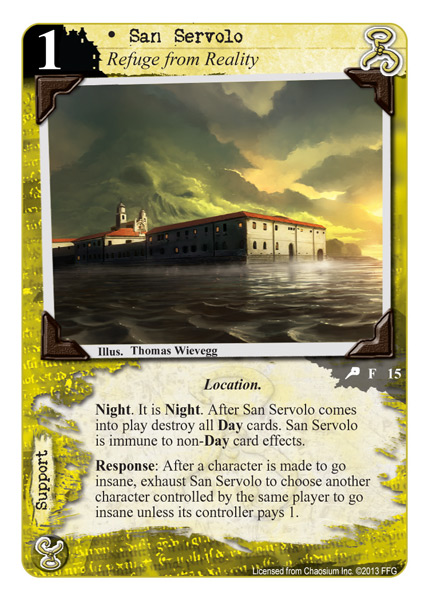 1
• San Servolo
Refuge from Reality
Illus. Thomas Wievegg
F 15
Location.
Night. It is Night. After San Servolo comes
into play destroy all Day cards. San Servolo
is immune to non-Day card effects.
Response: After a character is made to go
insane, exhaust San Servolo to choose another
character controlled by the same player to go
insane unless its controller pays 1.
Support
Licensed from Chaosium Inc. ©2013 FFG